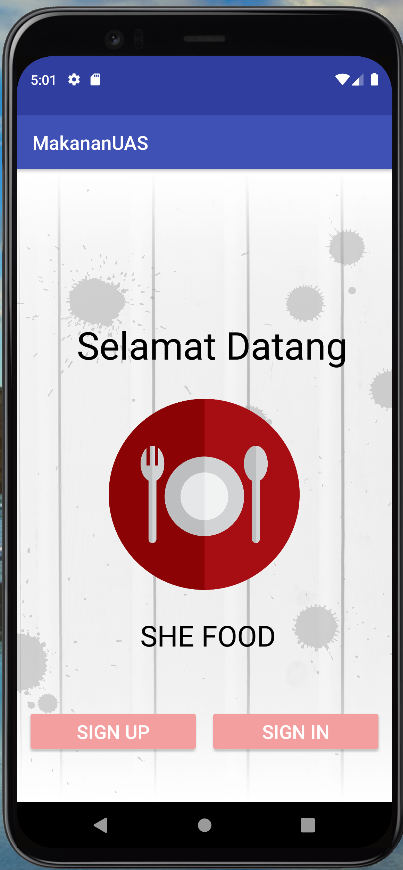 5:01
MakananUAS
Selamat Datang
SHE FOOD
SIGN UP
SIGN IN